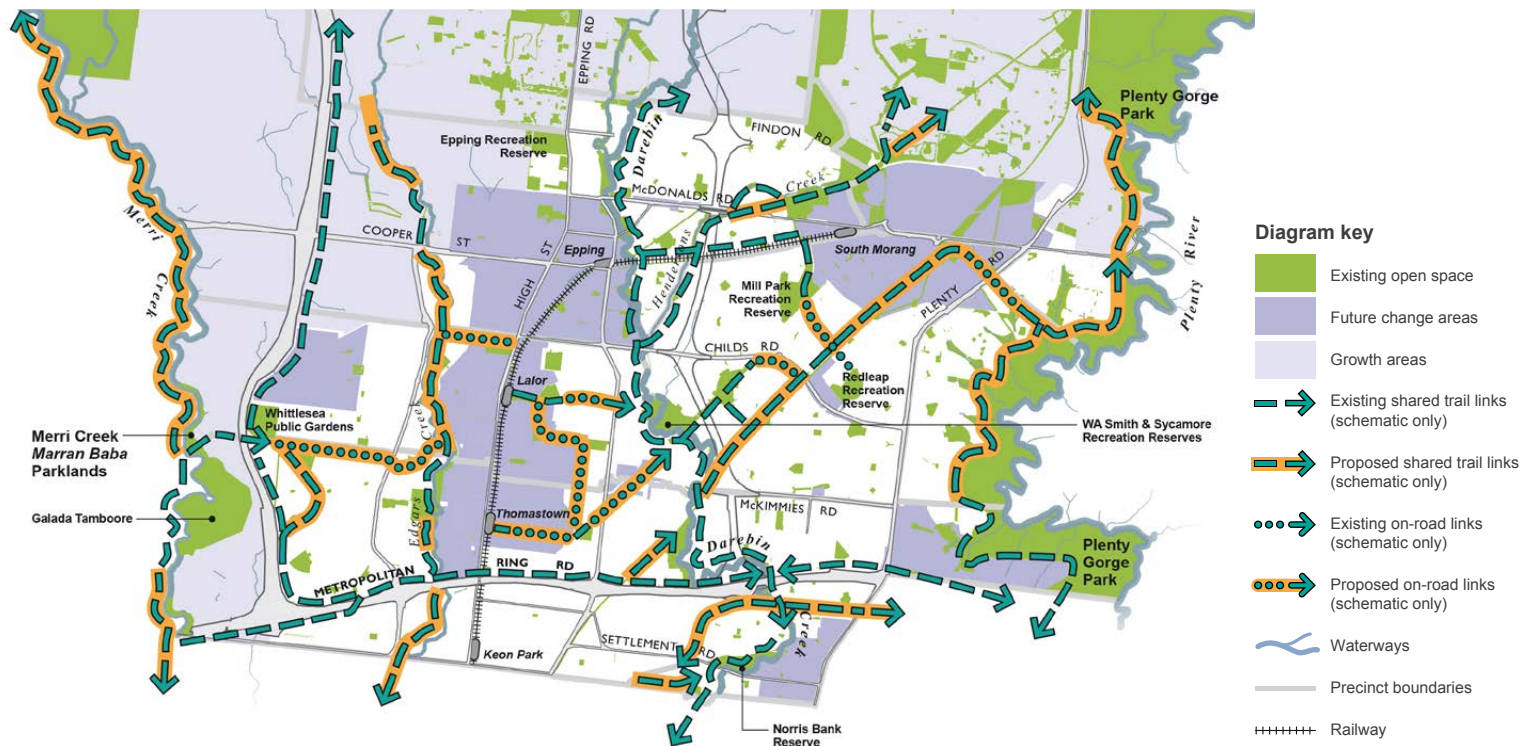 EPPING RD
Plenty Gorge
Park
FINDON RD
Epping Recreation
Reserve
Darebin
McDONALDS RD
Creek
Merri
Creek
COOPER ST
HIGH ST
Epping
Hendersons
South Morang
PLENTY RD
Plenty River
Mill Park
Recreation
Reserve
CHILDS RD
Redleap
Recreation
Reserve
Lalor
Whittlesea
Public Gardens
Creek
Edgars
WA Smith & Sycamore
Recreation Reserves
Merri Creek
Marran Baba
Parklands
Galada Tamboore
Thomastown
McKIMMIES RD
Darebin
Creek
Plenty
Gorge
Park
METROPOLITAN RING RD
SETTLEMENT RD
Keon Park
Norris Bank
Reserve
Diagram key
Existing open space
Future change areas
Growth areas
Existing shared trail links
(schematic only)
Proposed shared trail links
(schematic only)
Existing on-road links
(schematic only)
Proposed on-road links
(schematic only)
Waterways
Precinct boundaries
Railway